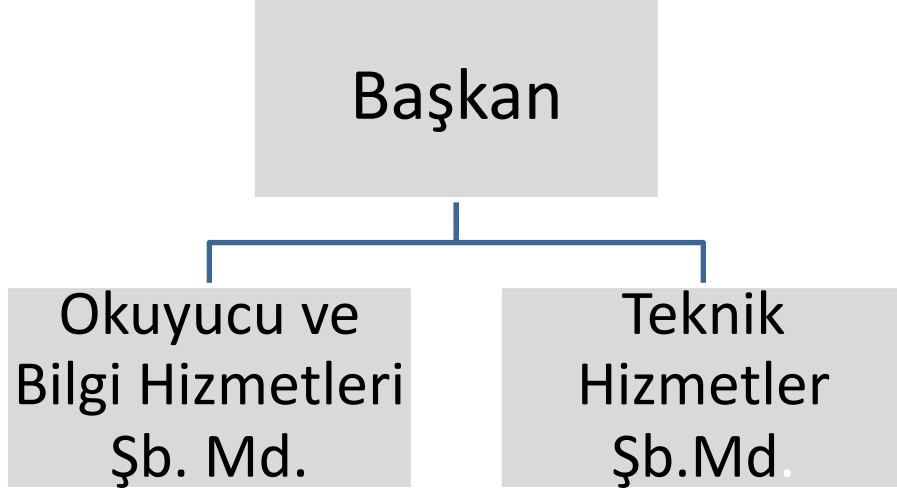 Başkan
Okuyucu ve
Bilgi Hizmetleri
Şb. Md.
Teknik
Hizmetler
Şb.Md.